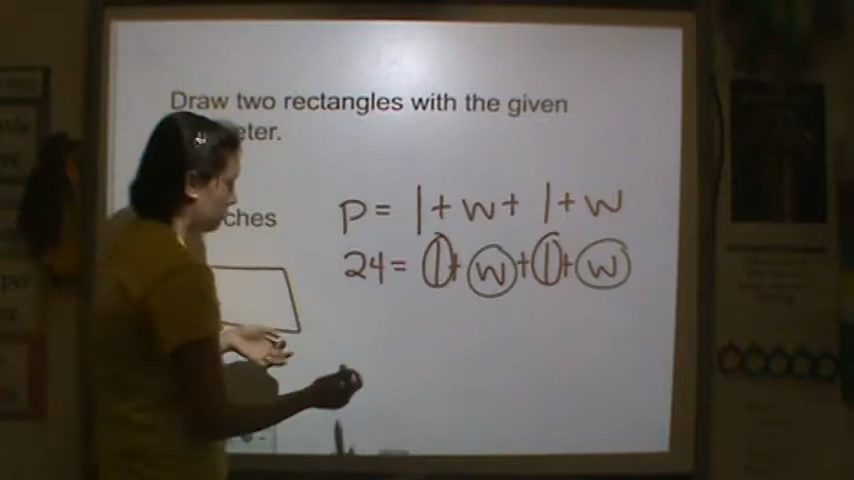 Draw two rectangles with the given
eter.
ches
P = l + w + l + w
24 = l + w + l + w